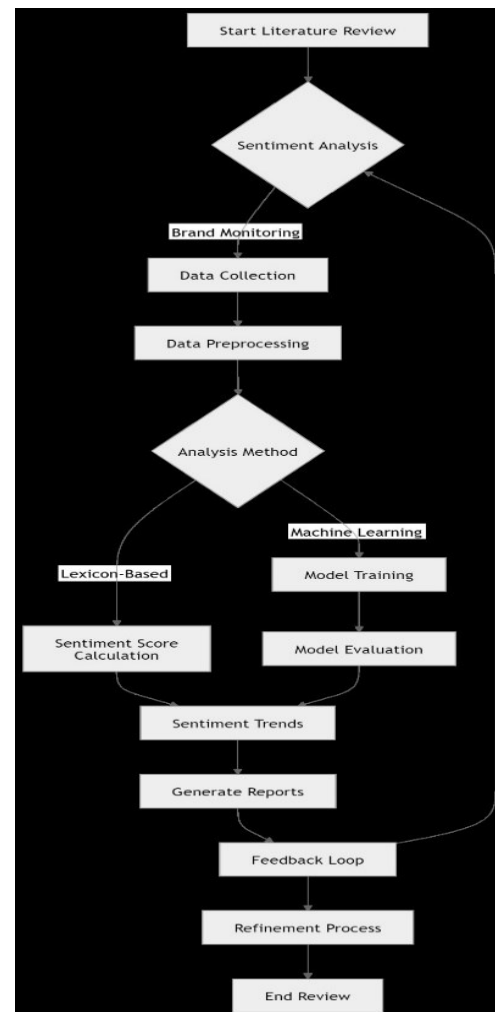 Start Literature Review
Sentiment Analysis
Brand Monitoring
Data Collection
Data Preprocessing
Analysis Method
Machine Learning
Lexicon-Based
Model Training
Sentiment Score
Calculation
Model Evaluation
Sentiment Trends
Generate Reports
Feedback Loop
Refinement Process
End Review